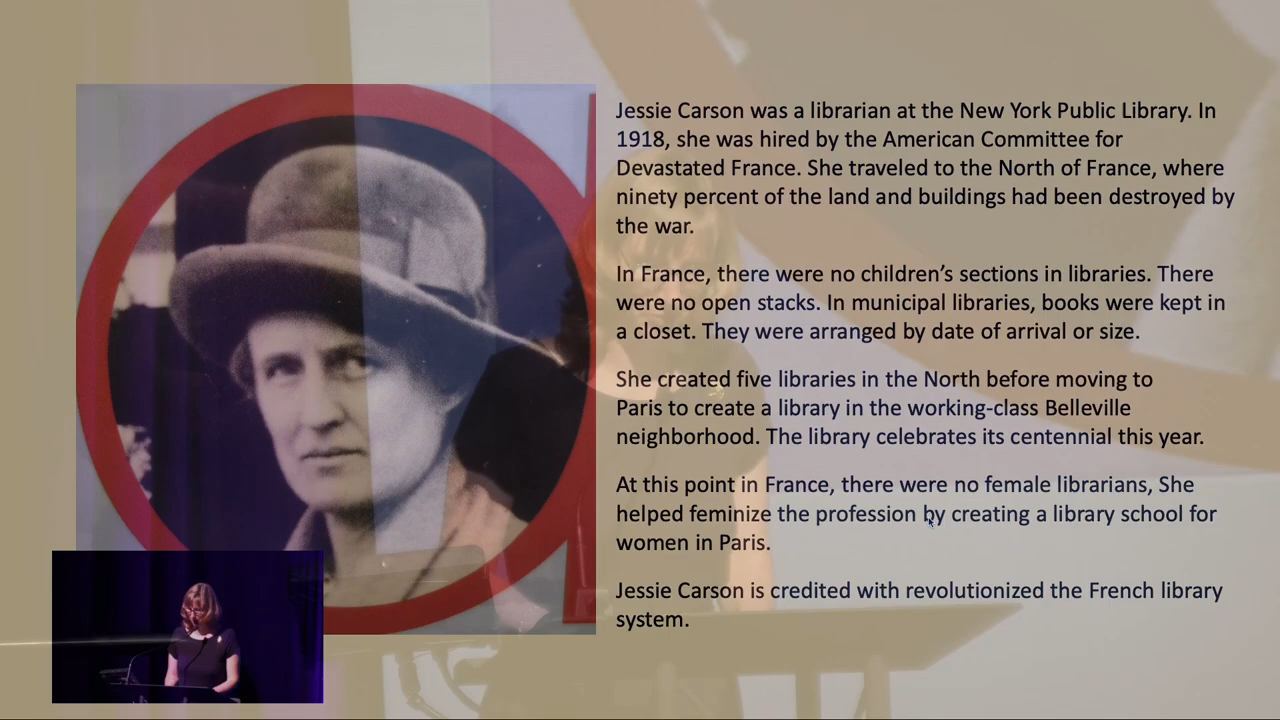 Jessie Carson was a librarian at the New York Public Library. In
1918, she was hired by the American Committee for
Devastated France. She traveled to the North of France, where
ninety percent of the land and buildings had been destroyed by
the war.
In France, there were no children’s sections in libraries. There
were no open stacks. In municipal libraries, books were kept in
a closet. They were arranged by date of arrival or size.
She created five libraries in the North before moving to
Paris to create a library in the working-class Belleville
neighborhood. The library celebrates its centennial this year.
At this point in France, there were no female librarians, She
helped feminize the profession by creating a library school for
women in Paris.
Jessie Carson is credited with revolutionized the French library
system.